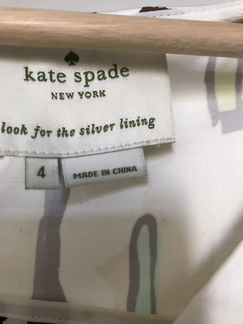 kate spade
NEW YORK
look for the silver lining
4
MADE IN CHINA